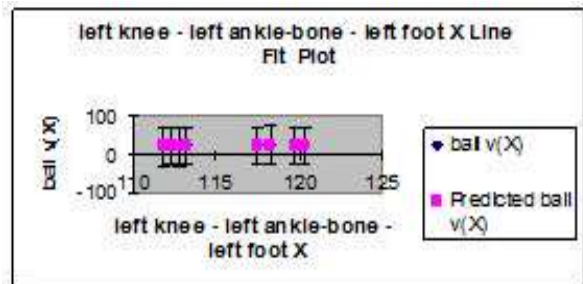 left knee - left ankle-bone - left foot X Line
Fit Plot
ball v(X)
100
0
-100
110
115
120
125
left knee - left ankle-bone -
left foot X
ball v(X)
Predicted ball
v(X)